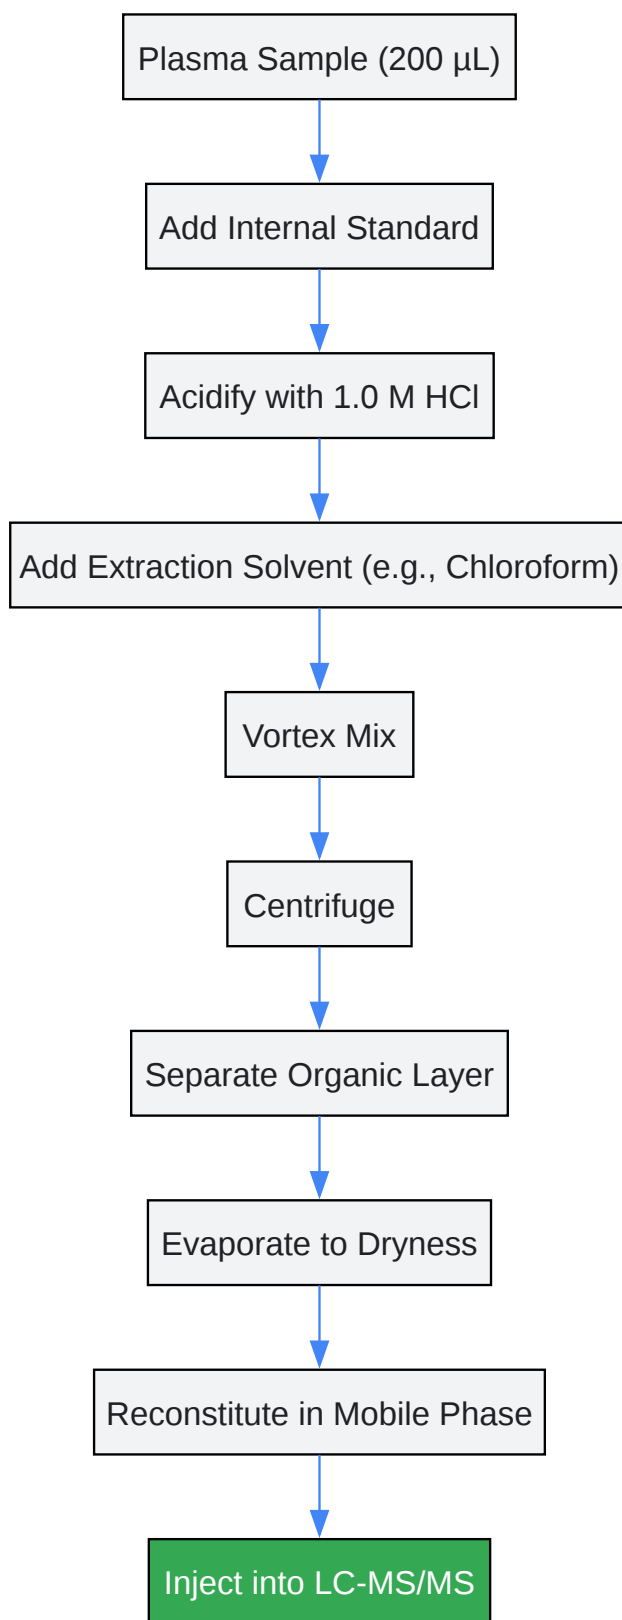 Plasma Sample (200 µL)
Add Internal Standard
Acidify with 1.0 M HCl
Add Extraction Solvent (e.g., Chloroform)
Vortex Mix
Centrifuge
Separate Organic Layer
Evaporate to Dryness
Reconstitute in Mobile Phase
Inject into LC-MS/MS